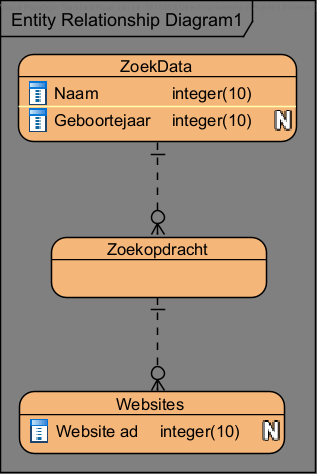 Entity Relationship Diagram1
ZoekData
Naam integer(10)
Geboortejaar integer(10) N
Zoekopdracht
Websites
Website ad integer(10) N